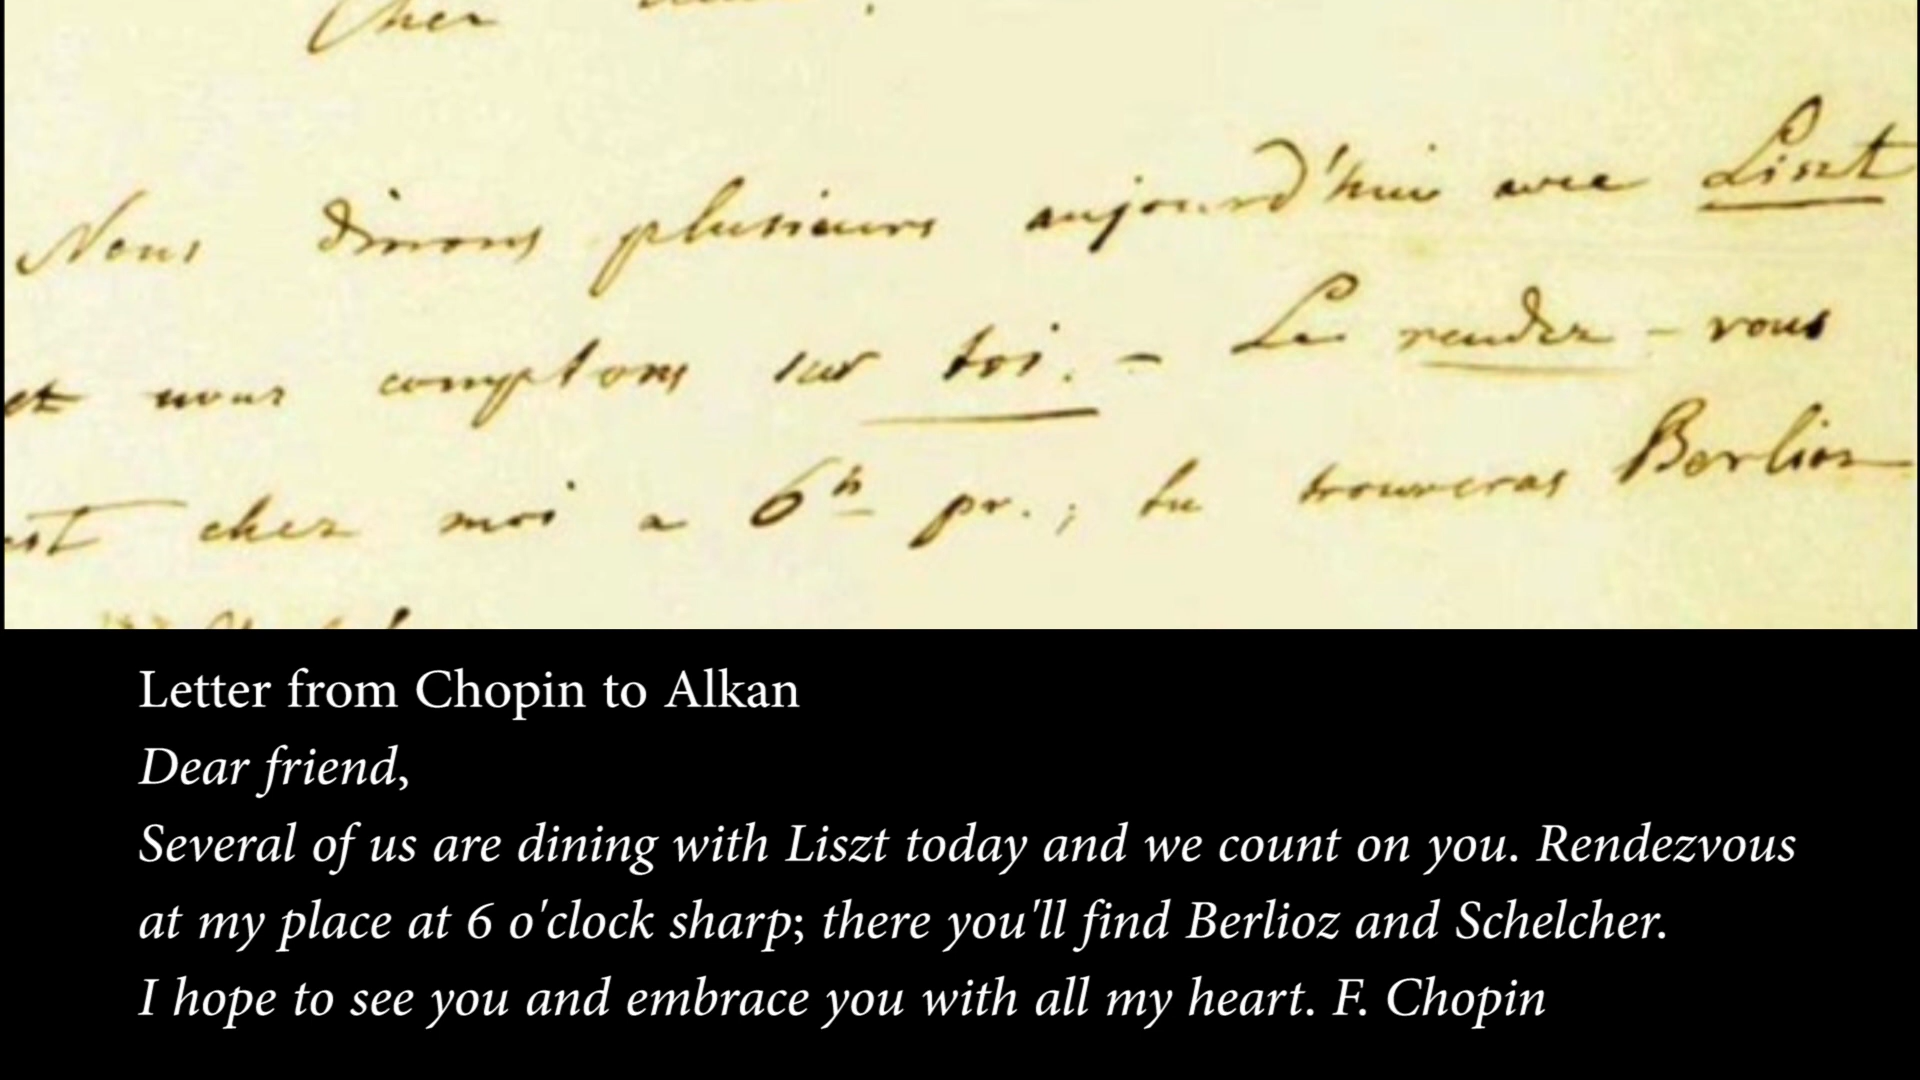 Cher
Nous dinons plusieurs aujourd'hui avec Liszt
et nous comptons sur toi. – Le rendez - vous
est chez moi a 6h pr.; tu trouveras Berlioz
Letter from Chopin to Alkan
Dear friend,
Several of us are dining with Liszt today and we count on you. Rendezvous
at my place at 6 o'clock sharp; there you'll find Berlioz and Schelcher.
I hope to see you and embrace you with all my heart. F. Chopin